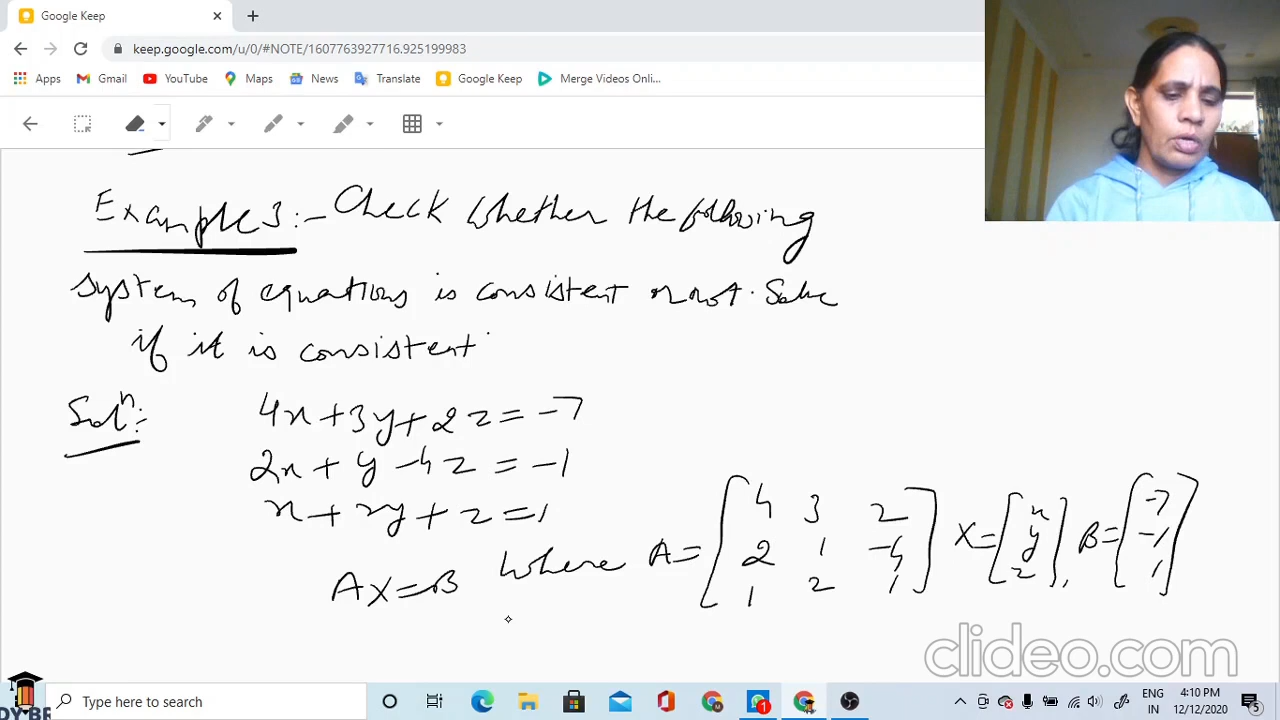 Google Keep
keep.google.com/u/0/#NOTE/1607763927716.925199983
Apps Gmail YouTube Maps News Translate Google Keep Merge Videos Onli...
Example 3:- Check whether the following
system of equations is consistent or not. Solve
if it is consistent
Solⁿ:-
4x+3y+2z=-7
2x+y-4z=-1
x+2y+z=1
AX=B where A= [4 3 2
2 1 -4
1 2 1] X= [x
y
z], B= [-7
-1
1]
clideo.com
Type here to search
ENG
IN
4:10 PM
12/12/2020
5
1